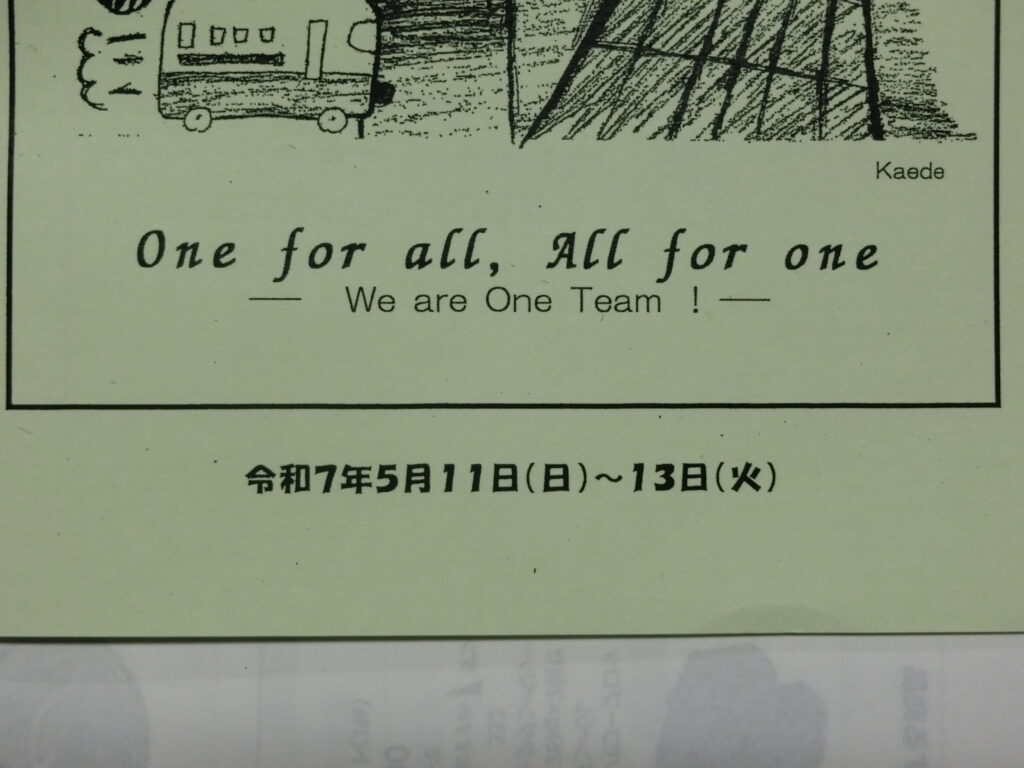 Kaede
One for all, All for one
― We are One Team ! ―
令和7年5月11日(日)～13日(火)